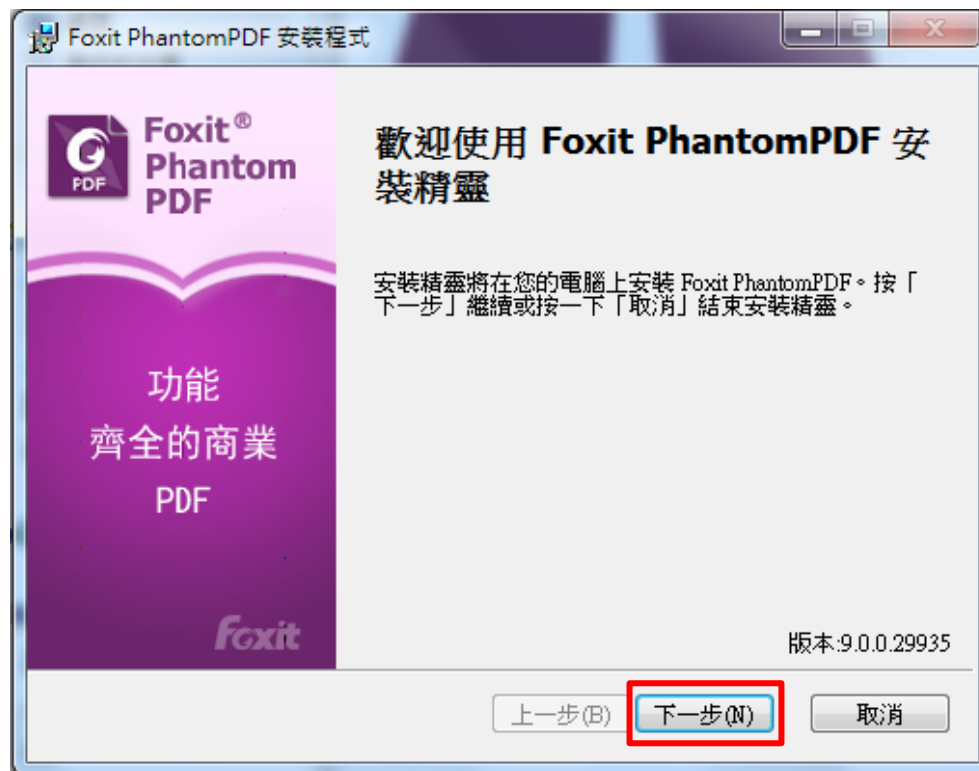 Foxit PhantomPDF 安裝程式
Foxit®
Phantom
PDF
PDF
歡迎使用 Foxit PhantomPDF 安
裝精靈
安裝精靈將在您的電腦上安裝 Foxit PhantomPDF。按「
下一步」繼續或按一下「取消」結束安裝精靈。
功能
齊全的商業
PDF
Foxit
版本:9.0.0.29935
上一步(B)
下一步(N)
取消